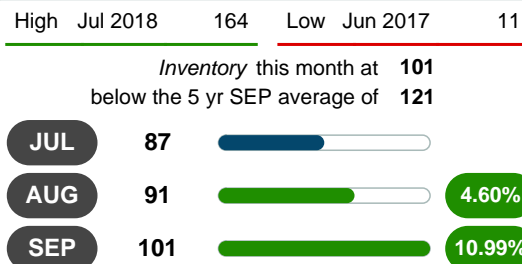 High Jul 2018 164 Low Jun 2017 11
Inventory this month at 101
below the 5 yr SEP average of 121
JUL 87
AUG 91 4.60%
SEP 101 10.99%